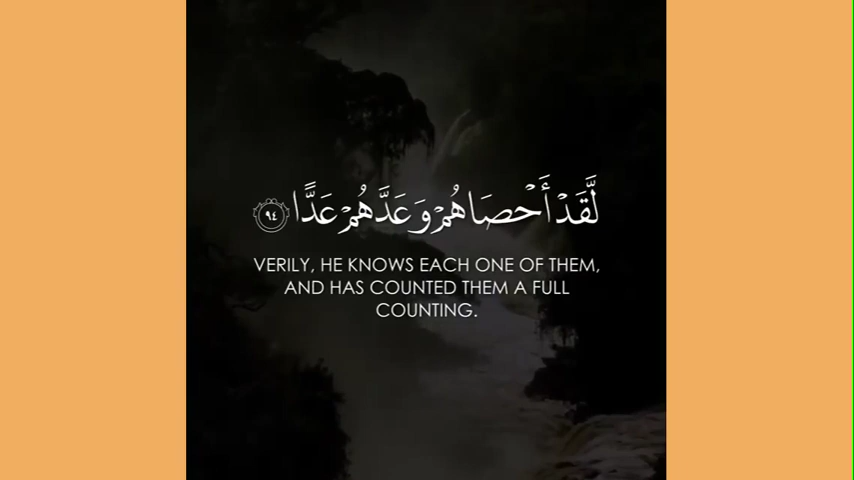 لَّقَدْ أَحْصَاهُمْ وَعَدَّهُمْ عَدًّا ٩٤
VERILY, HE KNOWS EACH ONE OF THEM,
AND HAS COUNTED THEM A FULL
COUNTING.